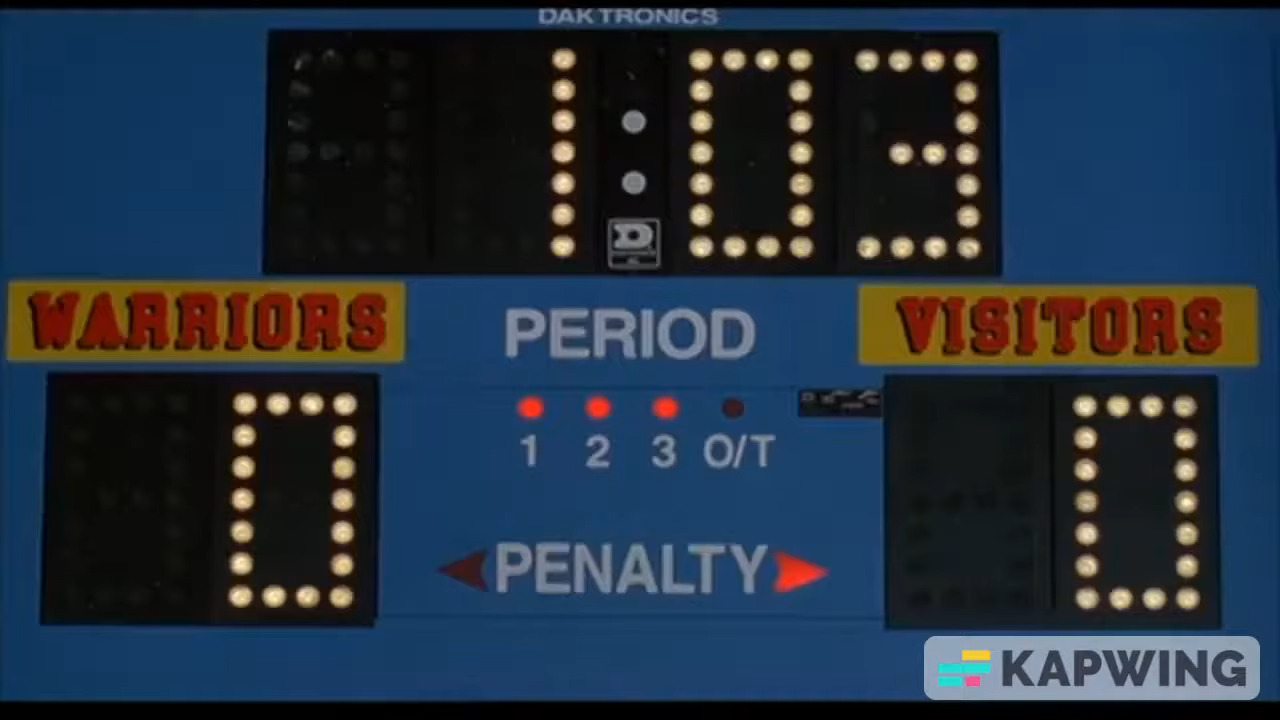 DAKTRONICS
1:03
D
WARRIORS
PERIOD
VISITORS
0
1 2 3 O/T
0
PENALTY
KAPWING